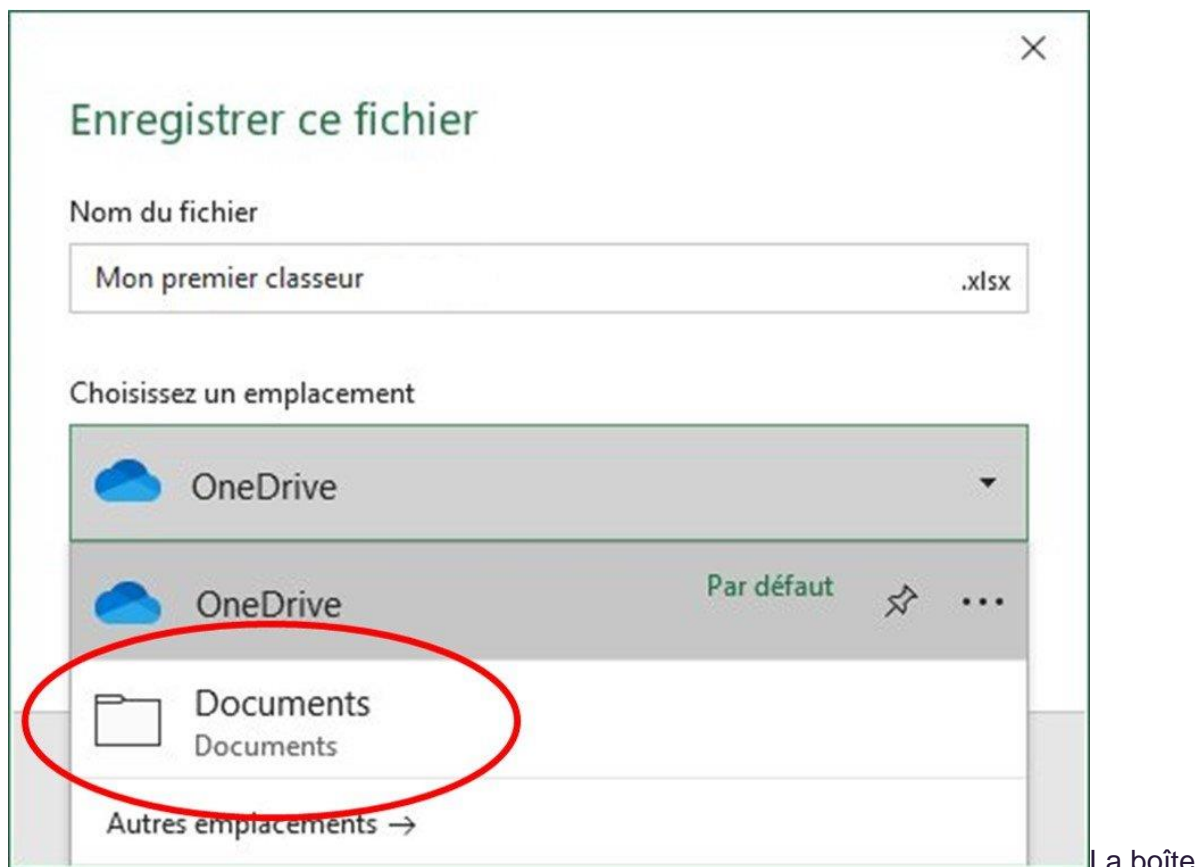 Enregistrer ce fichier
Nom du fichier
Mon premier classeur .xlsx
Choisissez un emplacement
OneDrive
OneDrive Par défaut
Documents
Documents
Autres emplacements →
La boîte